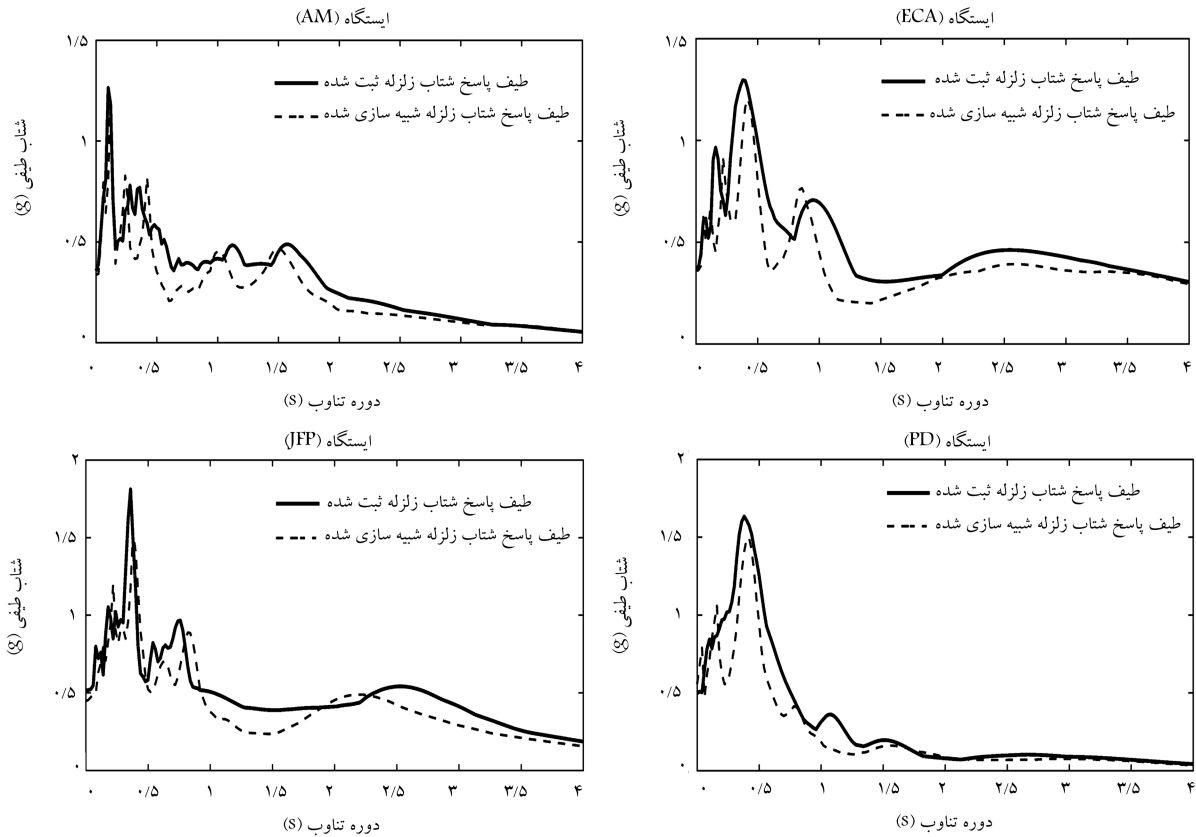 ایستگاه (AM)
۱/۵
۱
۰/۵
۰
شتاب طیفی (g)
طیف پاسخ شتاب زلزله ثبت شده
طیف پاسخ شتاب زلزله شبیه سازی شده
۰ ۰/۵ ۱ ۱/۵ ۲ ۲/۵ ۳ ۳/۵ ۴
دوره تناوب (s)
ایستگاه (ECA)
۱/۵
۱
۰/۵
۰
شتاب طیفی (g)
طیف پاسخ شتاب زلزله ثبت شده
طیف پاسخ شتاب زلزله شبیه سازی شده
۰ ۰/۵ ۱ ۱/۵ ۲ ۲/۵ ۳ ۳/۵ ۴
دوره تناوب (s)
ایستگاه (JFP)
۲
۱/۵
۱
۰/۵
۰
شتاب طیفی (g)
طیف پاسخ شتاب زلزله ثبت شده
طیف پاسخ شتاب زلزله شبیه سازی شده
۰ ۰/۵ ۱ ۱/۵ ۲ ۲/۵ ۳ ۳/۵ ۴
دوره تناوب (s)
ایستگاه (PD)
۲
۱/۵
۱
۰/۵
۰
شتاب طیفی (g)
طیف پاسخ شتاب زلزله ثبت شده
طیف پاسخ شتاب زلزله شبیه سازی شده
۰ ۰/۵ ۱ ۱/۵ ۲ ۲/۵ ۳ ۳/۵ ۴
دوره تناوب (s)